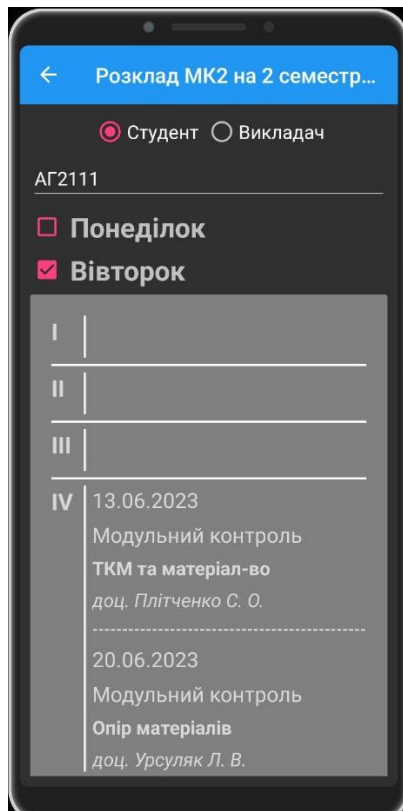 Розклад МК2 на 2 семестр...
Студент Викладач
АГ2111
Понеділок
Вівторок
I
II
III
IV 13.06.2023
Модульний контроль
ТКМ та матеріал-во
доц. Плітченко С. О.
20.06.2023
Модульний контроль
Опір матеріалів
доц. Урсуляк Л. В.